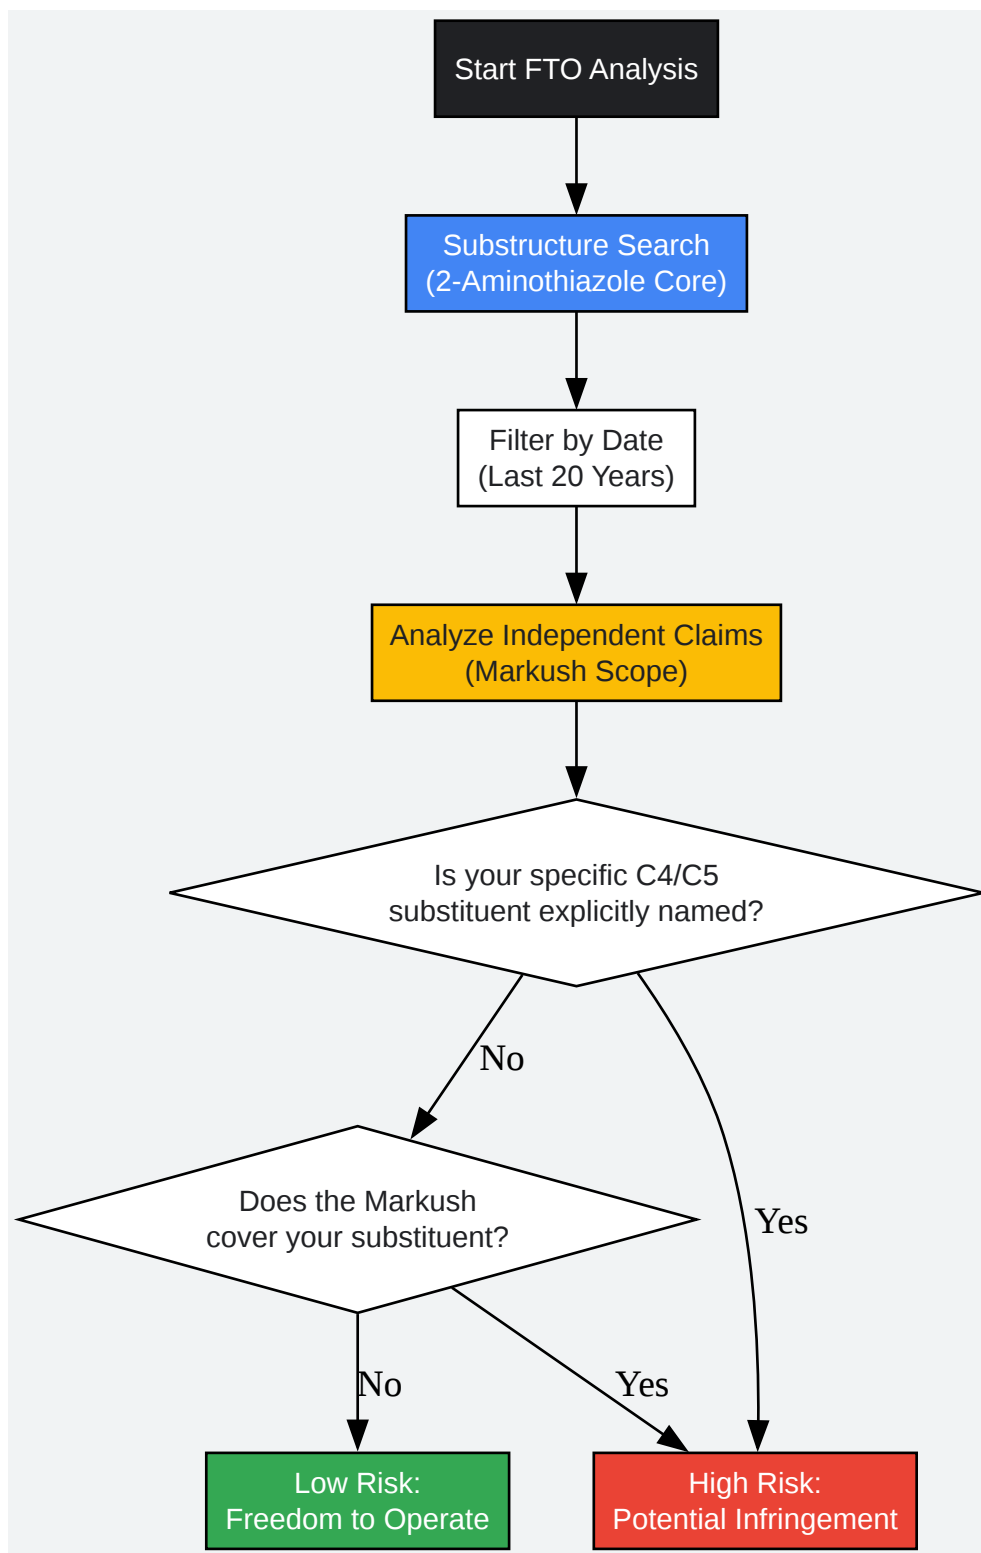 Start FTO Analysis
Substructure Search
(2-Aminothiazole Core)
Filter by Date
(Last 20 Years)
Analyze Independent Claims
(Markush Scope)
Is your specific C4/C5
substituent explicitly named?
No
Yes
Does the Markush
cover your substituent?
No
Yes
Low Risk:
Freedom to Operate
High Risk:
Potential Infringement